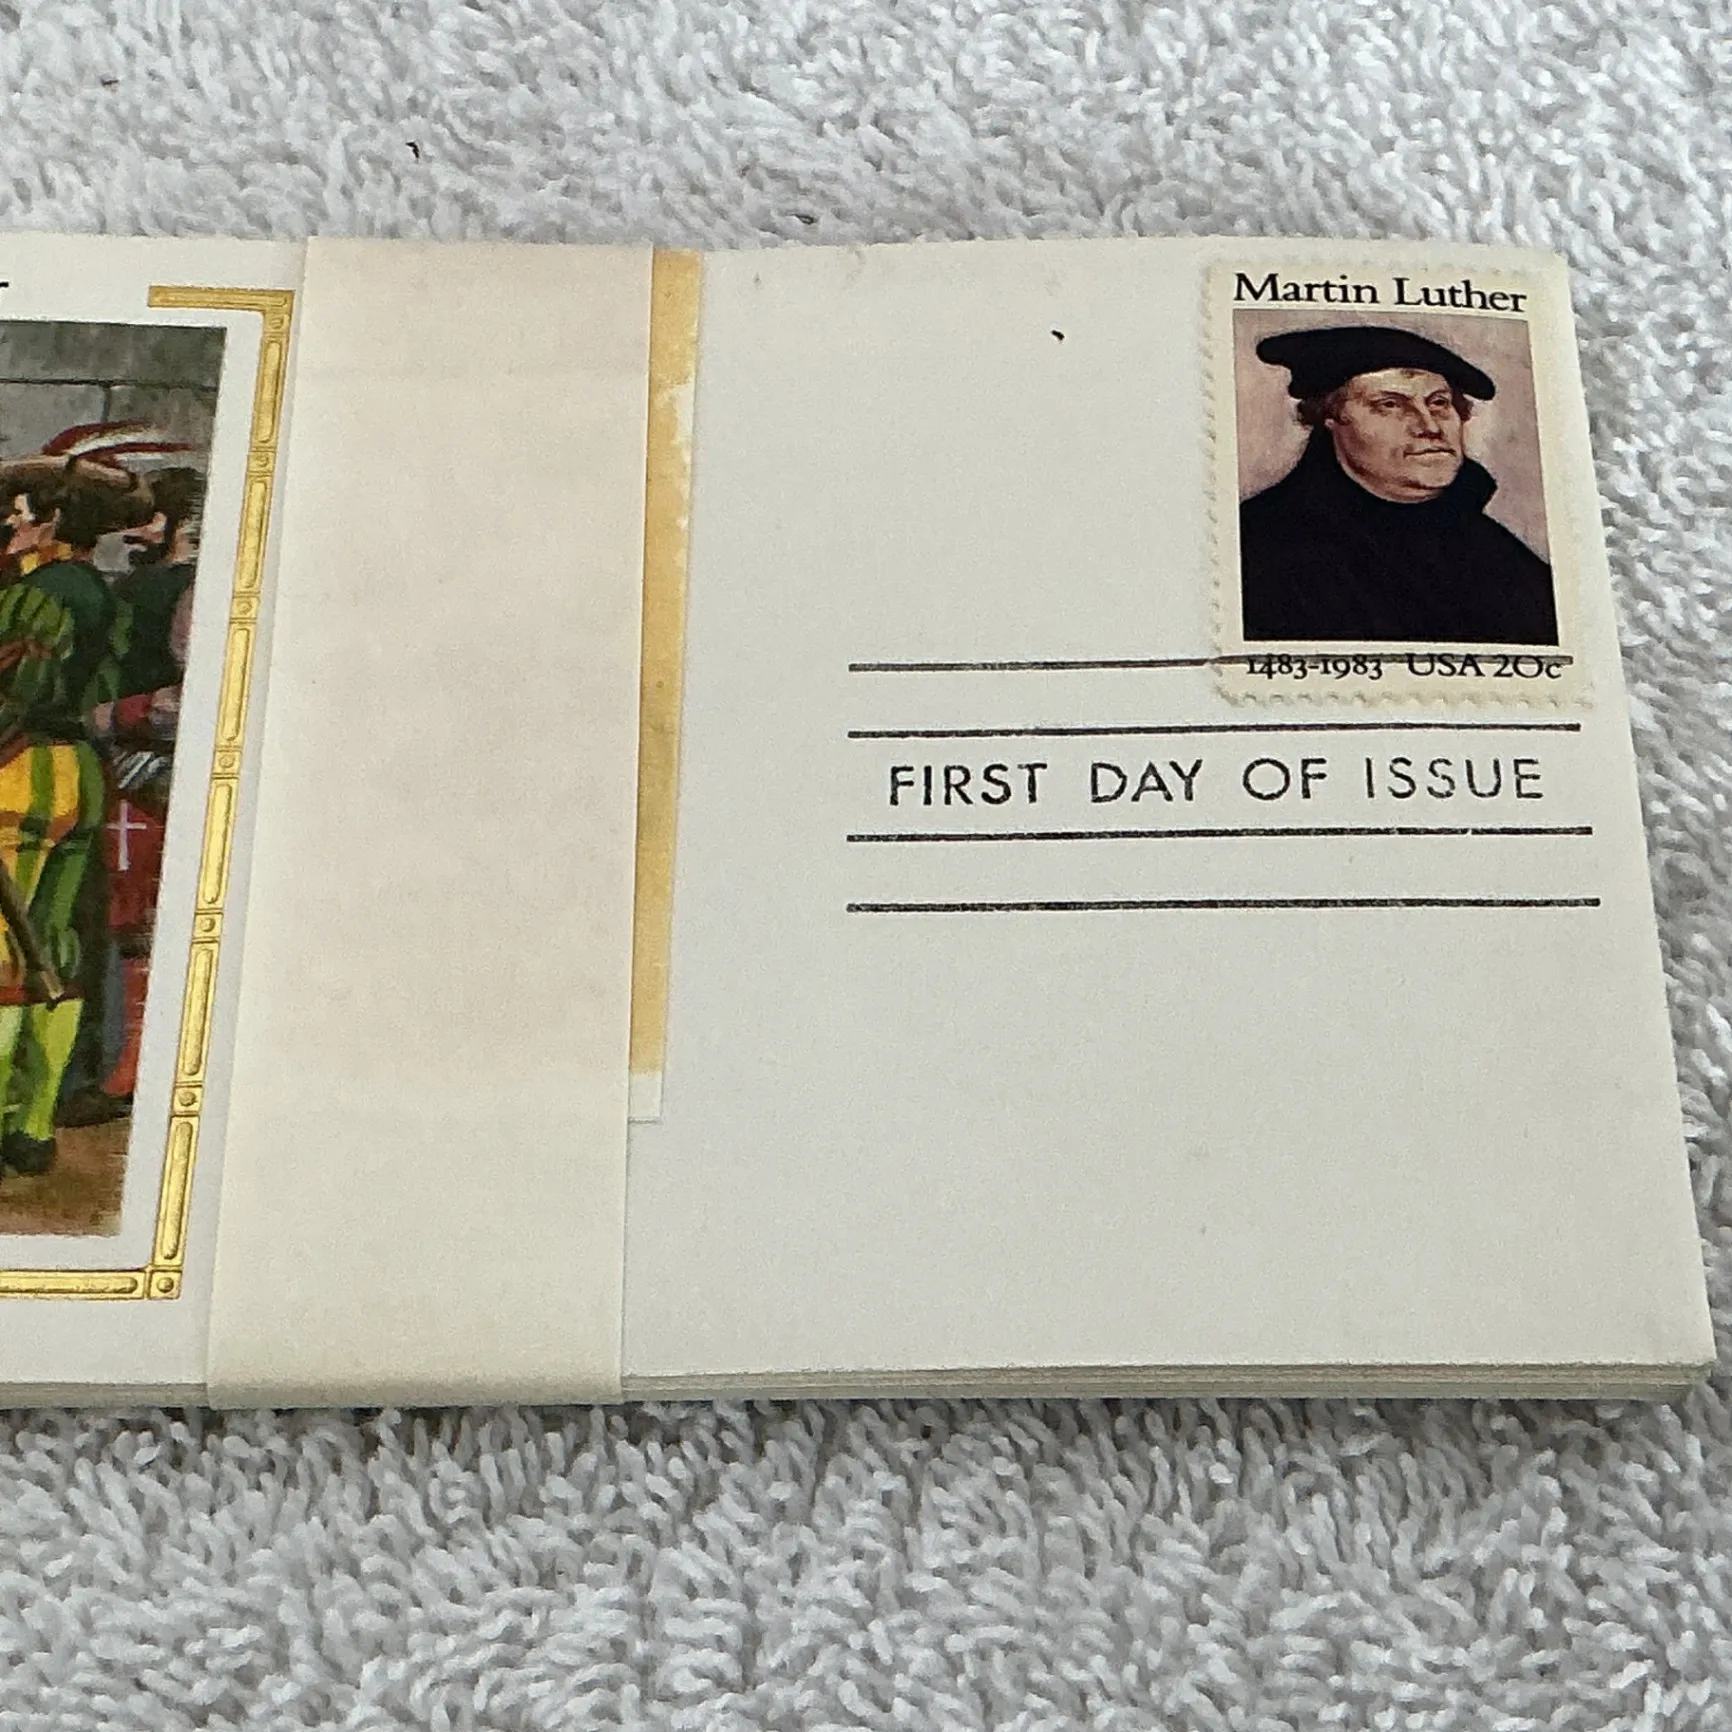 Martin Luther
1483-1983 USA 20c
FIRST DAY OF ISSUE